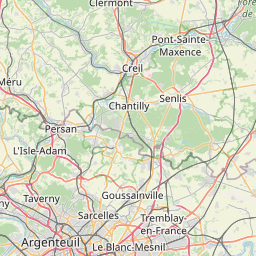 Clermont
Pont-Sainte-
Maxence
Creil
Méru
Chantilly
Senlis
Persan
L'Isle-Adam
Taverny
Goussainville
Sarcelles
Tremblay-
en-France
Argenteuil
Le Blanc-Mesnil